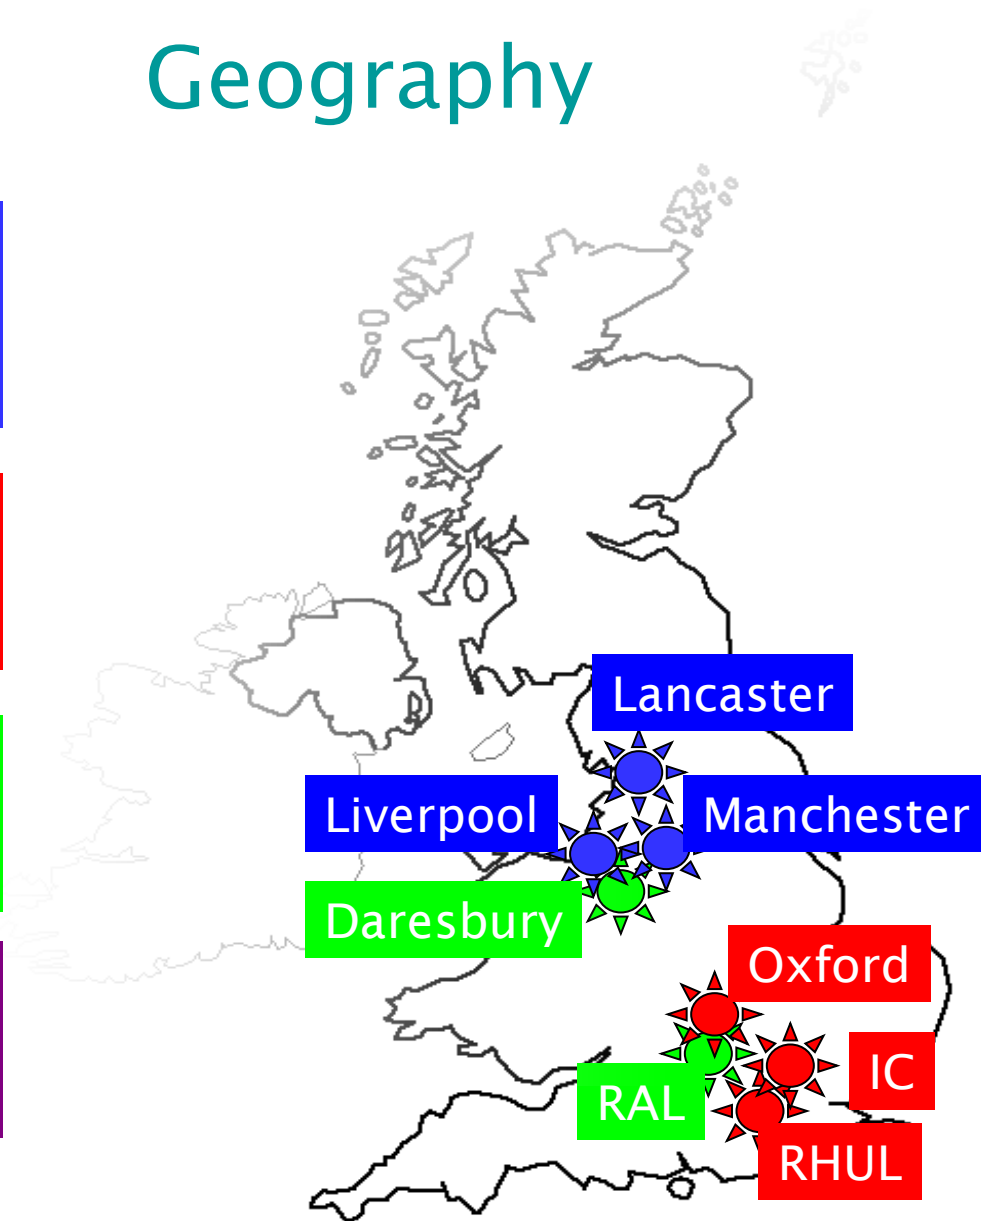 Geography
Lancaster
Liverpool
Manchester
Daresbury
Oxford
IC
RAL
RHUL